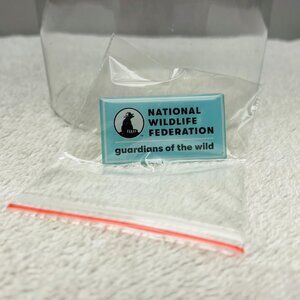 NATIONAL
WILDLIFE
FEDERATION
guardians of the wild